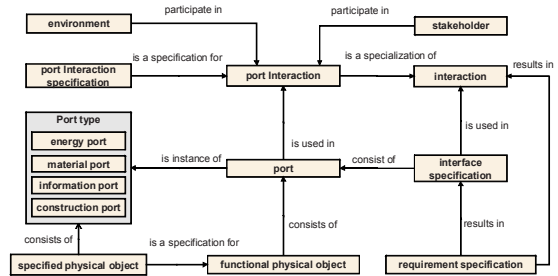 participate in
participate in
environment
stakeholder
is a specification for
is a specialization of
results in
port Interaction
specification
port Interaction
interaction
Port type
energy port
material port
information port
construction port
is used in
is used in
is instance of
consist of
port
interface
specification
consists of
results in
consists of
is a specification for
specified physical object
functional physical object
requirement specification